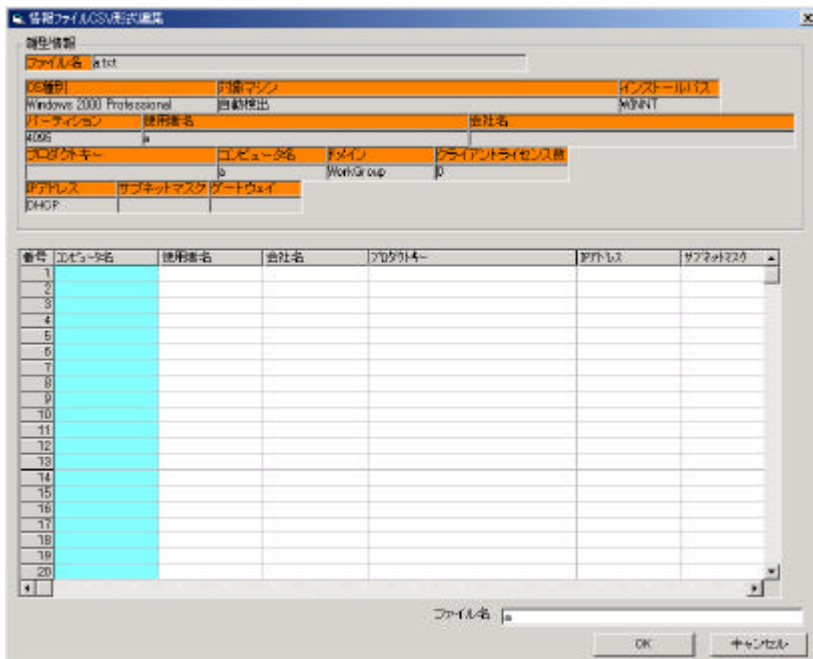 情報ファイルCSV形式編集
雛型情報
ファイル名 a.txt
OS種別 対象マシン インストールパス
Windows 2000 Professional 自動検出 WINNT
パーティション 使用者名 会社名
4096 a
プロダクトキー コンピュータ名 ドメイン クライアントライセンス数
a WorkGroup 0
IPアドレス サブネットマスク ゲートウェイ
DHCP
番号 コンピュータ名 使用者名 会社名 プロダクトキー IPアドレス サブネットマスク
1
2
3
4
5
6
7
8
9
10
11
12
13
14
15
16
17
18
19
20
ファイル名 a
OK キャンセル